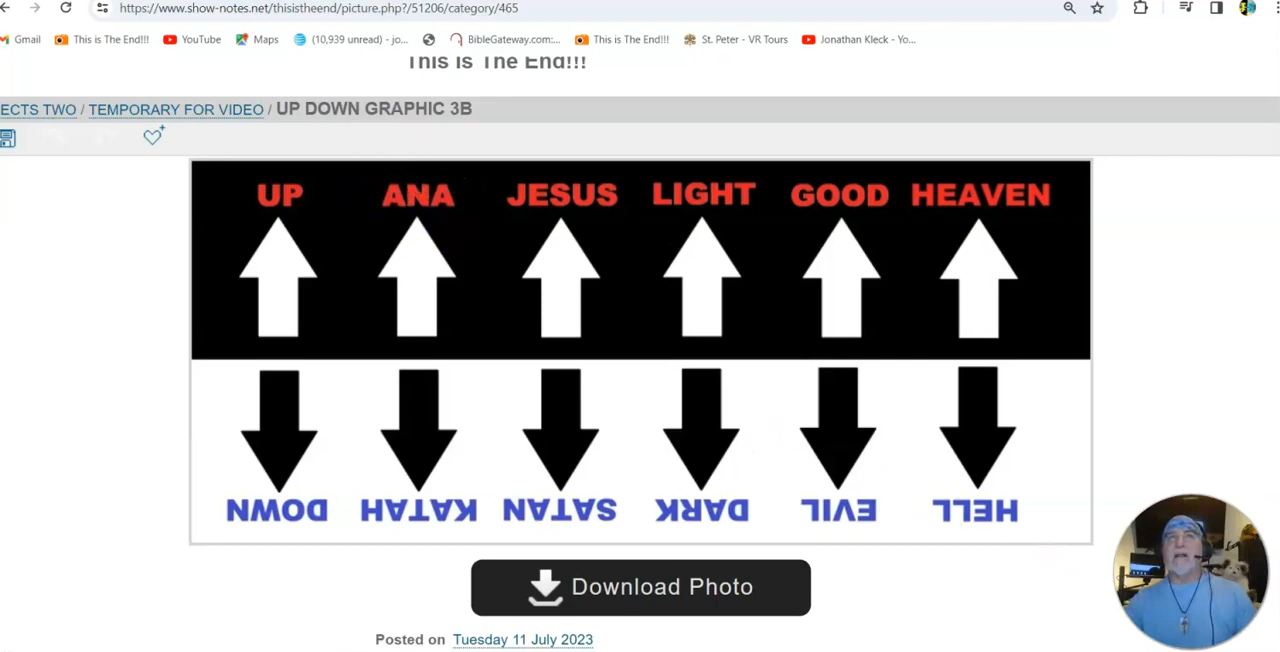 https://www.show-notes.net/thisistheend/picture.php?/51206/category/465
Gmail This is The End!!! YouTube Maps (10,939 unread) - jo... BibleGateway.com:... This is The End!!! St. Peter - VR Tours Jonathan Kleck - Yo...
This Is The End!!!
ECTS TWO / TEMPORARY FOR VIDEO / UP DOWN GRAPHIC 3B
UP ANA JESUS LIGHT GOOD HEAVEN
DOWN KATAH SATAN DARK EVIL HELL
Download Photo
Posted on Tuesday 11 July 2023